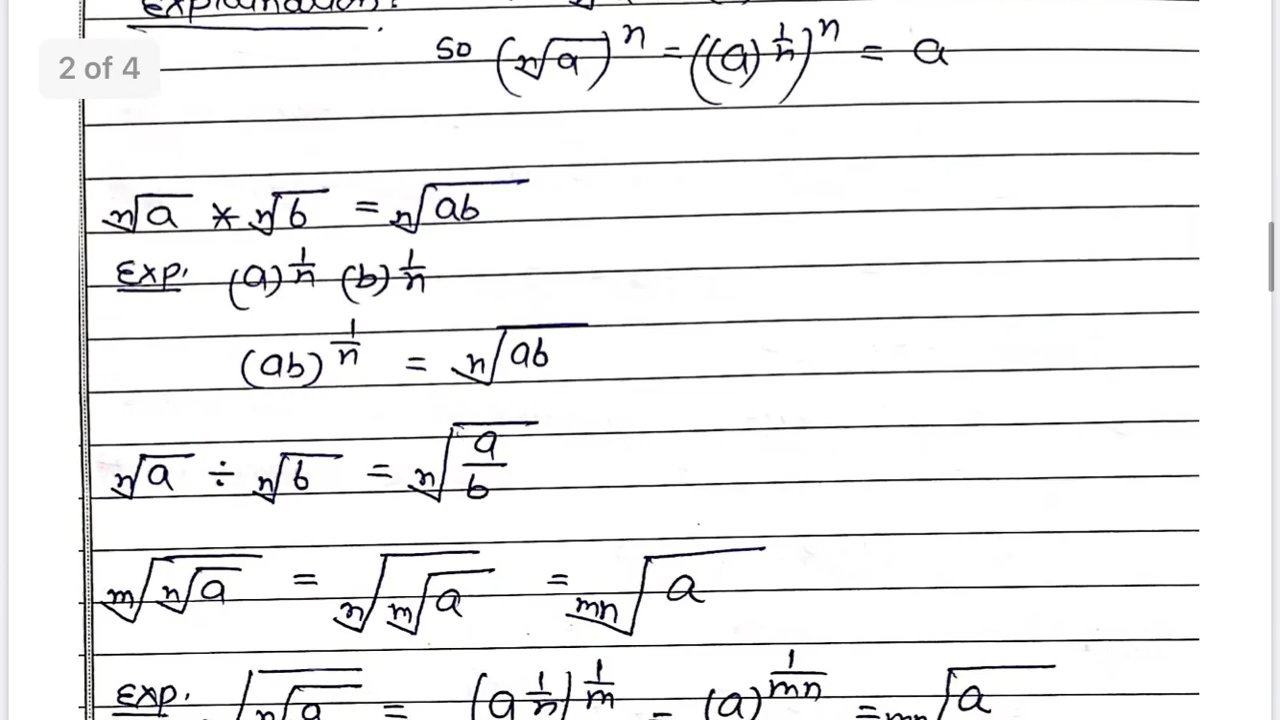 Explanation:
2 of 4
so (ⁿ√a)ⁿ = ((a)^(1/n))ⁿ = a
ⁿ√a * ⁿ√b = ⁿ√ab
Exp. (a)^(1/n) (b)^(1/n)
(ab)^(1/n) = ⁿ√ab
ⁿ√a ÷ ⁿ√b = ⁿ√(a/b)
ᵐ√ⁿ√a = ⁿ√ᵐ√a = ᵐⁿ√a
Exp. √ⁿ√a = (a^(1/n))^(1/m) = (a)^(1/mn) = ᵐⁿ√a